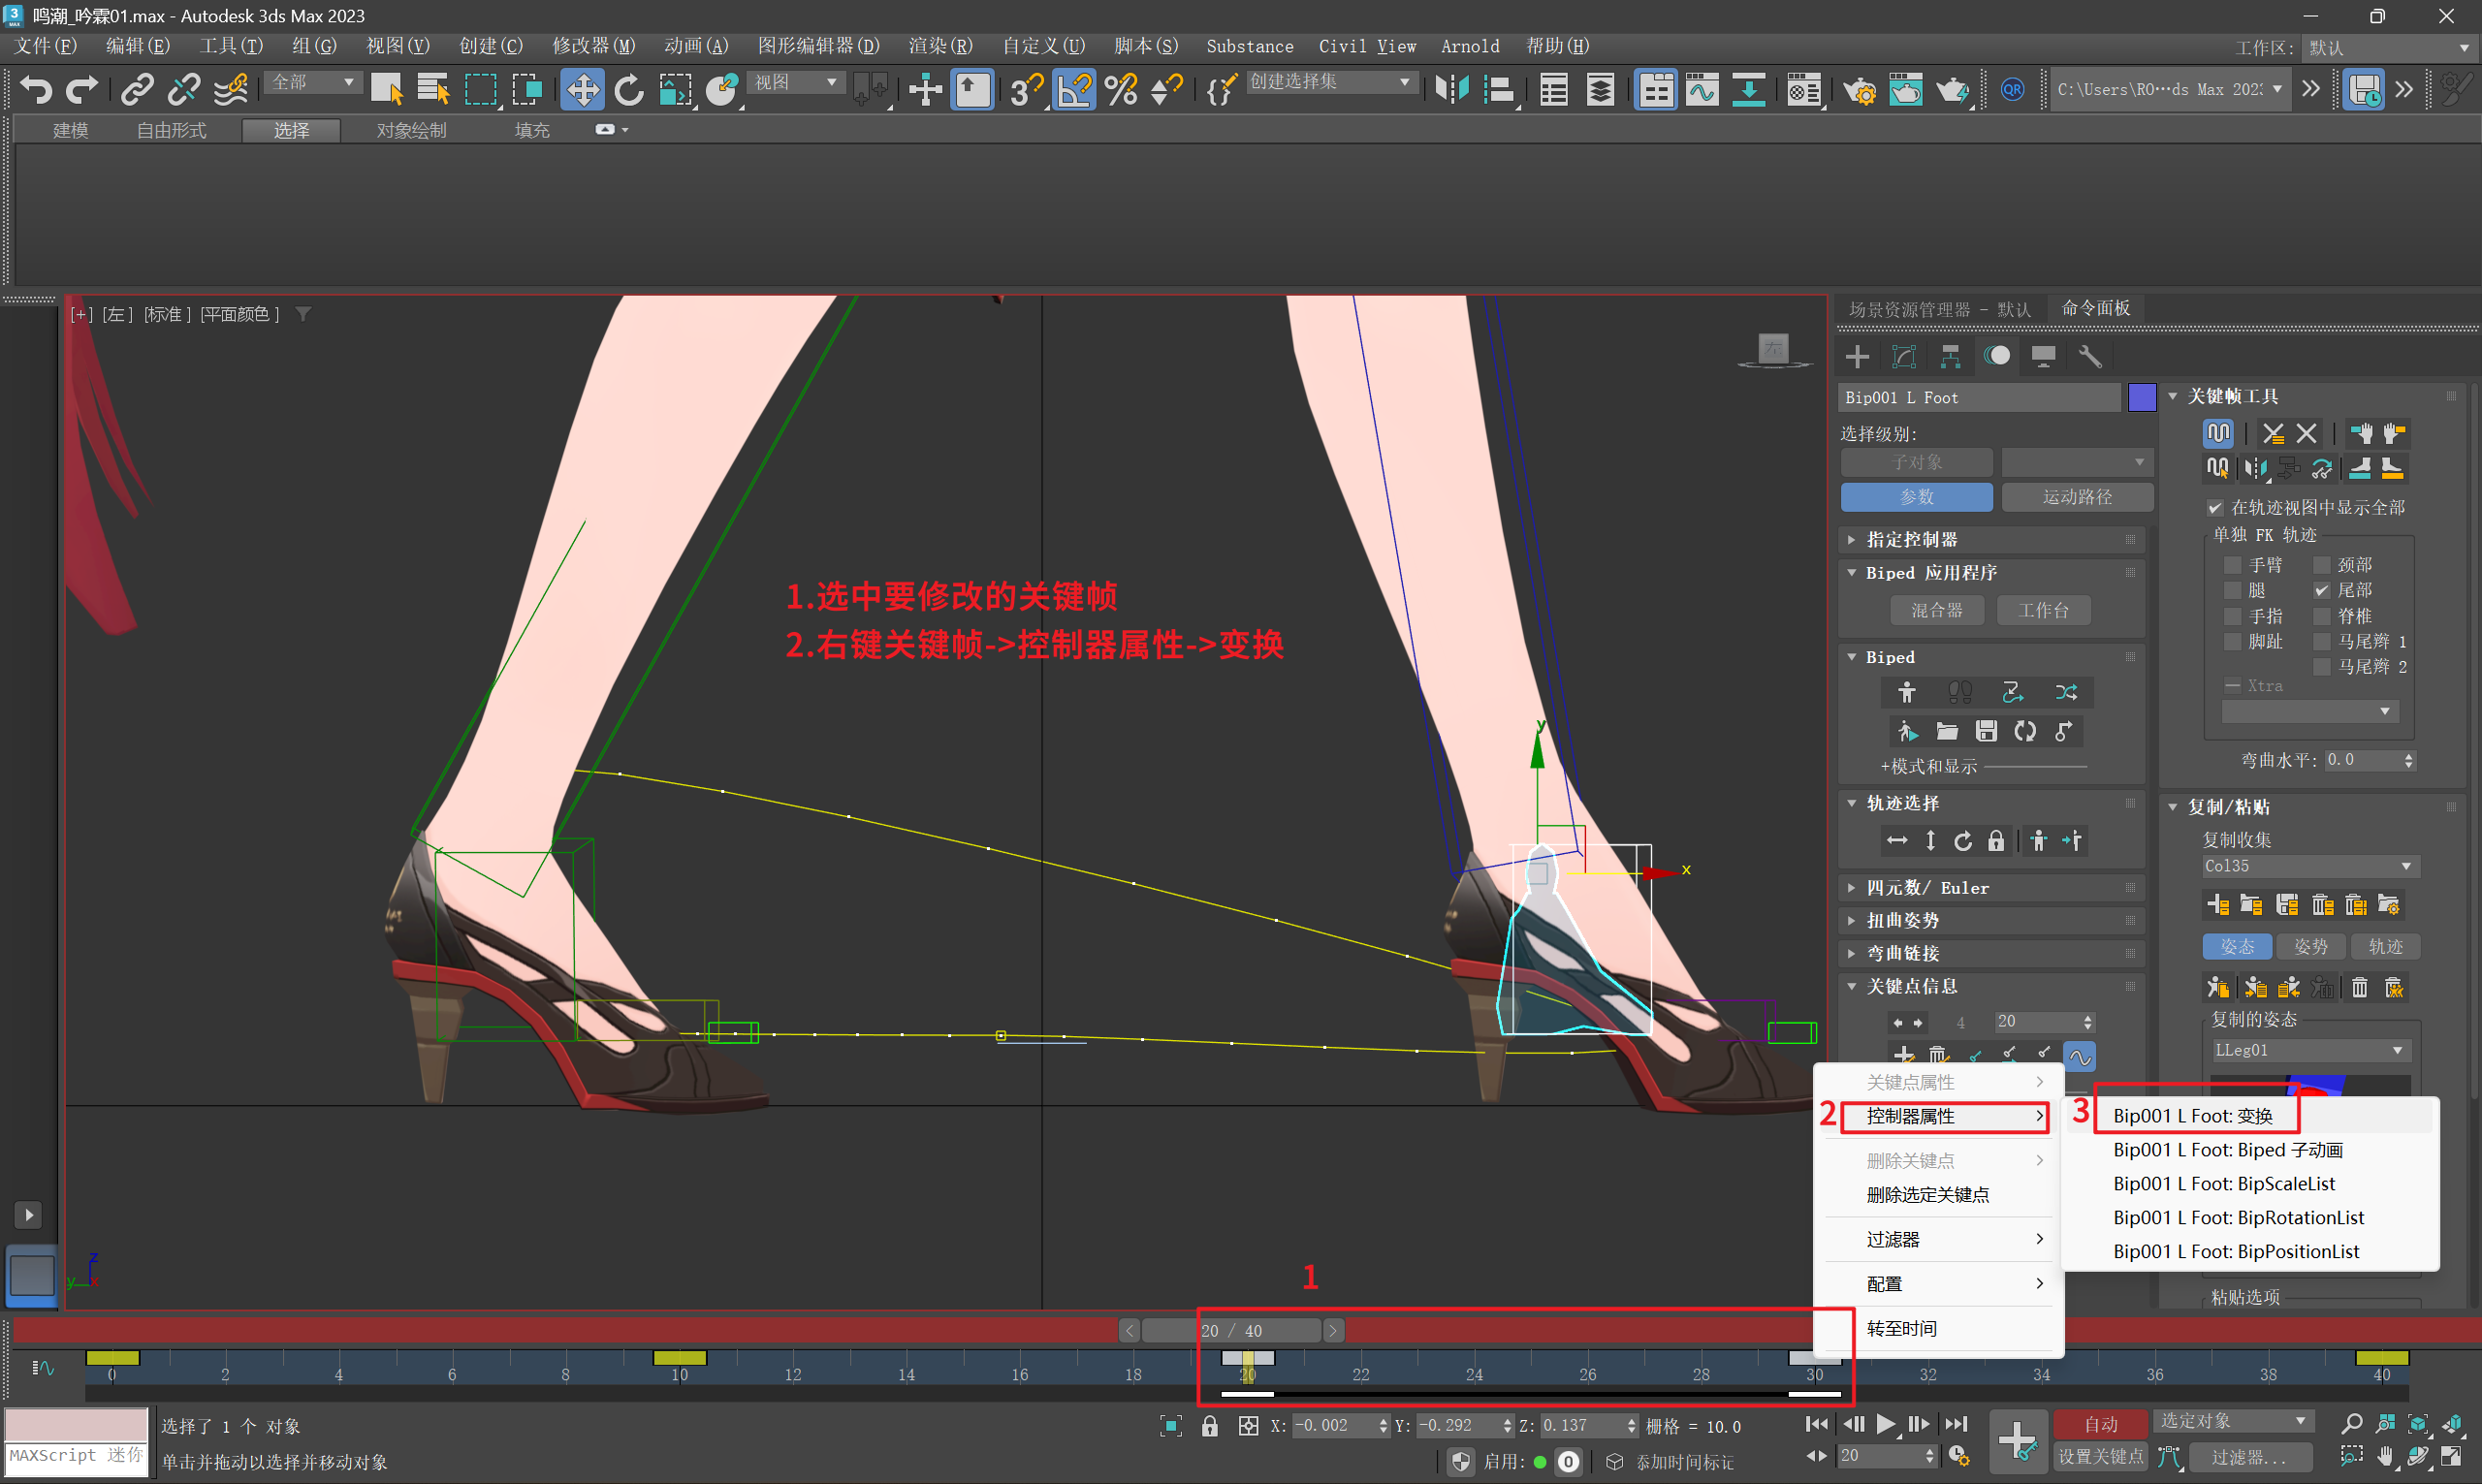 鸣潮_吟霖01.max - Autodesk 3ds Max 2023
文件(F) 编辑(E) 工具(T) 组(G) 视图(V) 创建(C) 修改器(M) 动画(A) 图形编辑器(D) 渲染(R) 自定义(U) 脚本(S) Substance Civil View Arnold 帮助(H)
工作区: 默认
全部 视图 创建选择集 QR C:\Users\RO…ds Max 202
建模 自由形式 选择 对象绘制 填充
[+] [左] [标准] [平面颜色]
左
1.选中要修改的关键帧
2.右键关键帧->控制器属性->变换
y
x
z
y
x
场景资源管理器 - 默认 命令面板
Bip001 L Foot
选择级别:
子对象
参数 运动路径
指定控制器
Biped 应用程序
混合器 工作台
Biped
+模式和显示
轨迹选择
四元数/ Euler
扭曲姿势
弯曲链接
关键点信息
4 20
关键帧工具
在轨迹视图中显示全部
单独 FK 轨迹
手臂 颈部
腿 尾部
手指 脊椎
脚趾 马尾辫 1
马尾辫 2
Xtra
弯曲水平: 0.0
复制/粘贴
复制收集
Col35
姿态 姿势 轨迹
复制的姿态
LLeg01
粘贴选项
关键点属性
2 控制器属性
删除关键点
删除选定关键点
过滤器
配置
转至时间
3 Bip001 L Foot: 变换
Bip001 L Foot: Biped 子动画
Bip001 L Foot: BipScaleList
Bip001 L Foot: BipRotationList
Bip001 L Foot: BipPositionList
1
20 / 40
0 2 4 6 8 10 12 14 16 18 20 22 24 26 28 30 32 34 36 38 40
选择了 1 个 对象
MAXScript 迷你
单击并拖动以选择并移动对象
X: -0.002 Y: -0.292 Z: 0.137 栅格 = 10.0
启用: 0 添加时间标记
20
自动 选定对象
设置关键点 过滤器...